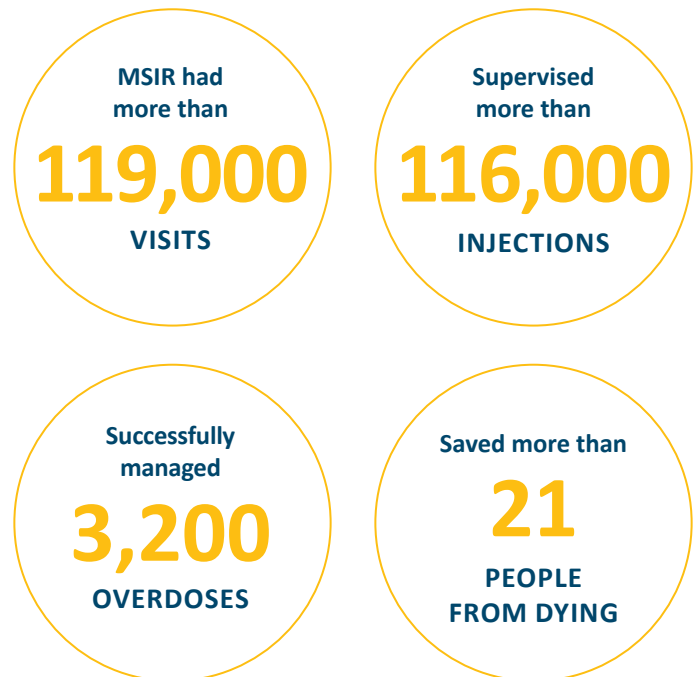 MSIR had
more than
119,000
VISITS
Supervised
more than
116,000
INJECTIONS
Successfully
managed
3,200
OVERDOSES
Saved more than
21
PEOPLE
FROM DYING